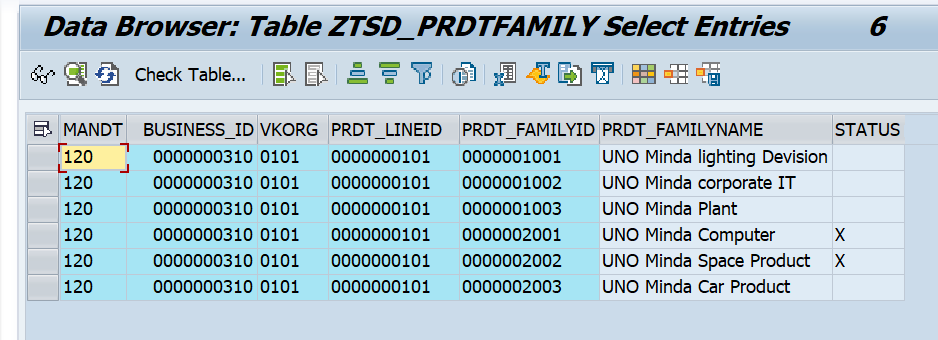 Data Browser: Table ZTSD_PRDTFAMILY Select Entries 6
Check Table...
MANDT BUSINESS_ID VKORG PRDT_LINEID PRDT_FAMILYID PRDT_FAMILYNAME STATUS
120 0000000310 0101 0000000101 0000001001 UNO Minda lighting Devision
120 0000000310 0101 0000000101 0000001002 UNO Minda corporate IT
120 0000000310 0101 0000000101 0000001003 UNO Minda Plant
120 0000000310 0101 0000000101 0000002001 UNO Minda Computer X
120 0000000310 0101 0000000101 0000002002 UNO Minda Space Product X
120 0000000310 0101 0000000101 0000002003 UNO Minda Car Product